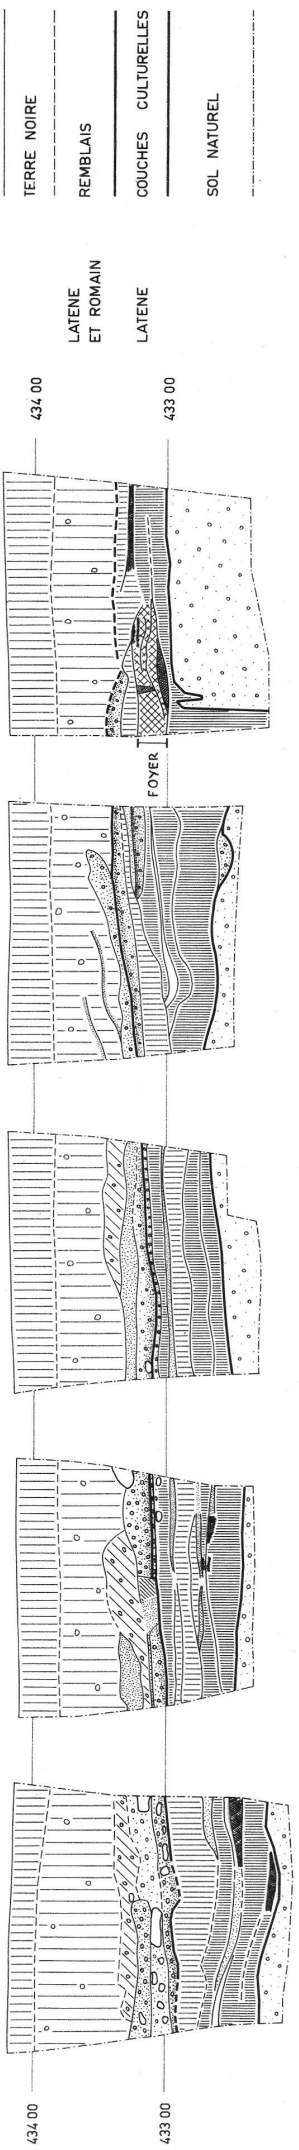 TERRE NOIRE
REMBLAIS
COUCHES CULTURELLES
SOL NATUREL
LATENE
ET ROMAIN
LATENE
434 00
433 00
FOYER
434 00
433 00